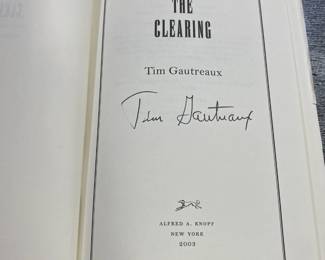 THE
CLEARING
Tim Gautreaux
Tim Gautreaux
ALFRED A. KNOPF
NEW YORK
2003